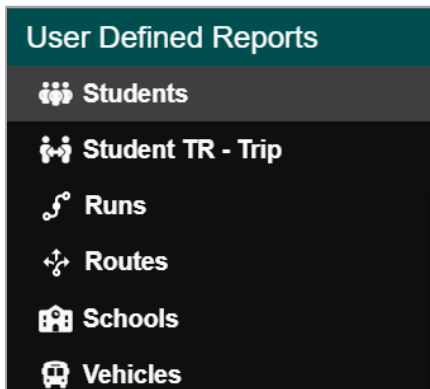 User Defined Reports
Students
Student TR - Trip
Runs
Routes
Schools
Vehicles